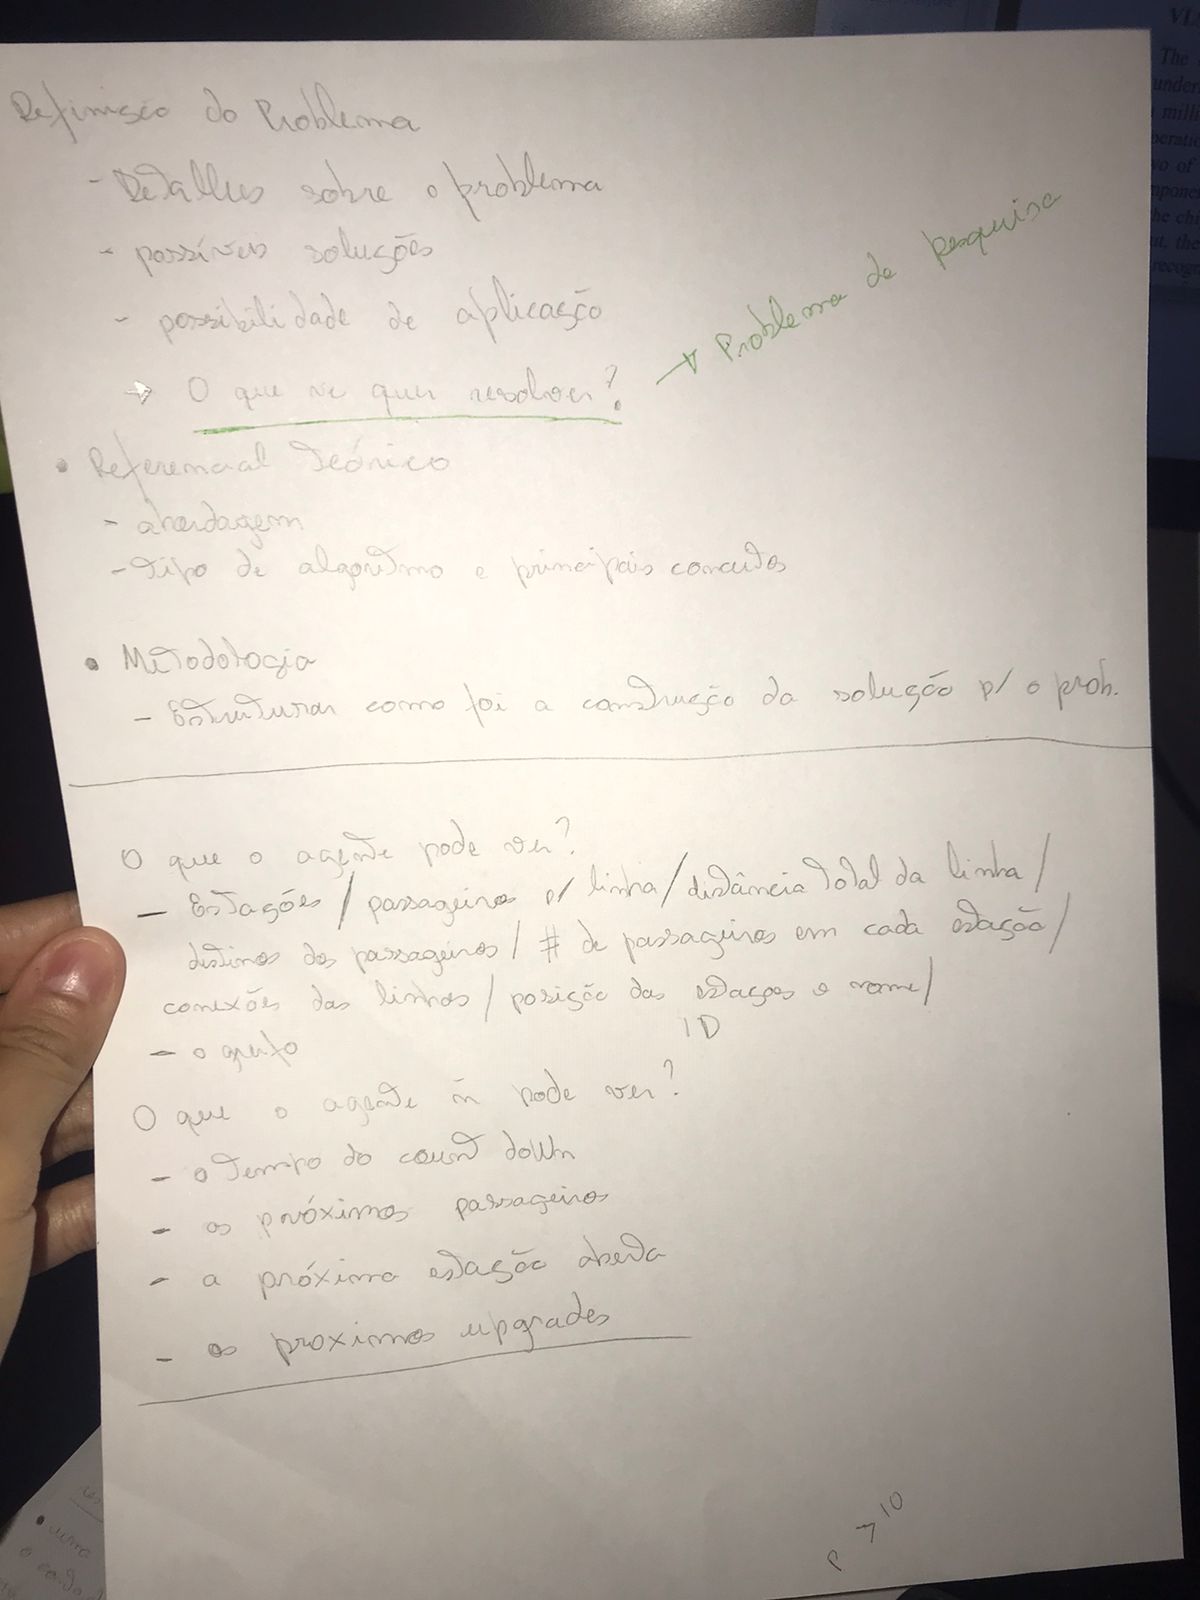 Definição do Problema
- Detalhes sobre o problema
- possíveis soluções
- possibilidade de aplicação
→ O que se quer resolver?
→ Problema de pesquisa
• Referencial Teórico
- abordagem
- Tipo de algoritmo e principais conceitos
• Metodologia
- Estruturar como foi a construção da solução p/ o prob.
O que o agente pode ver?
- Estações / passageiros p/ linha / distância total da linha /
destinos dos passageiros / # de passageiros em cada estação /
conexões das linhas / posição das estações e nome /
ID
- o grafo
O que o agente ñ pode ver?
- o tempo do count down
- os próximos passageiros
- a próxima estação aberta
- os proximos upgrades
P → 10